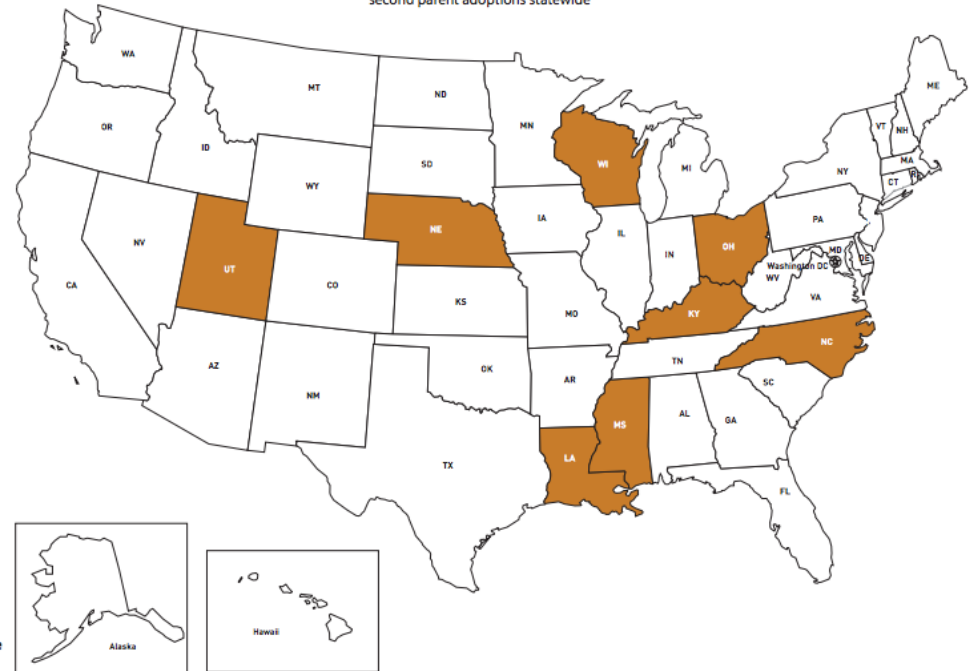 second parent adoptions statewide
WA
MT
ND
MN
ME
OR
ID
SD
WI
MI
VT
NH
NY
MA
CT
R
WY
NE
IA
PA
NV
UT
CO
IL
IN
OH
MD
DE
Washington DC
WV
VA
CA
KS
MO
KY
NC
AZ
NM
OK
AR
TN
SC
TX
LA
MS
AL
GA
FL
Alaska
Hawaii